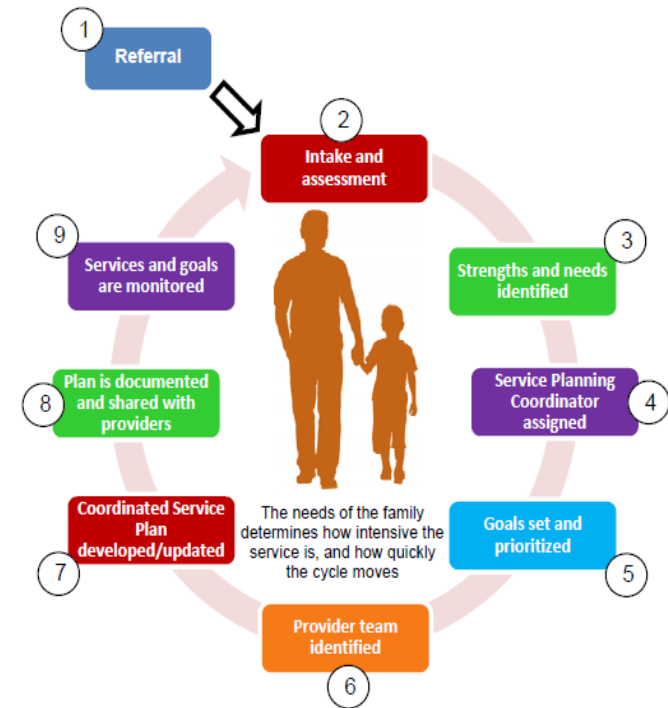 1
Referral
2
Intake and
assessment
3
Strengths and needs
identified
4
Service Planning
Coordinator
assigned
5
Goals set and
prioritized
6
Provider team
identified
7
Coordinated Service
Plan
developed/updated
8
Plan is documented
and shared with
providers
9
Services and goals
are monitored
The needs of the family
determines how intensive the
service is, and how quickly
the cycle moves